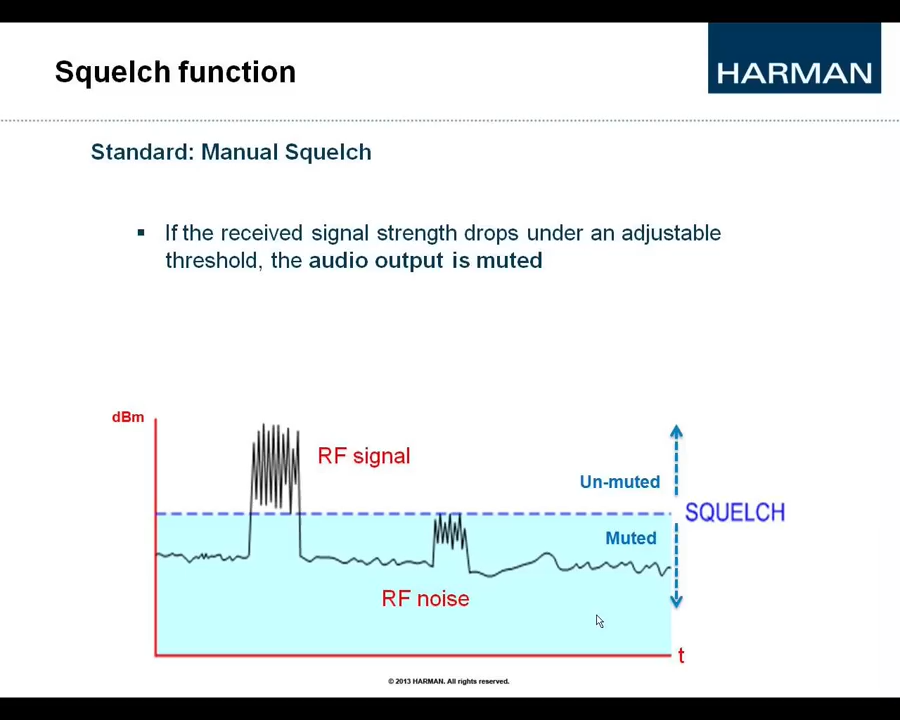 Squelch function
HARMAN
Standard: Manual Squelch
▪ If the received signal strength drops under an adjustable
threshold, the audio output is muted
dBm
RF signal
Un-muted
SQUELCH
Muted
RF noise
t
© 2013 HARMAN. All rights reserved.